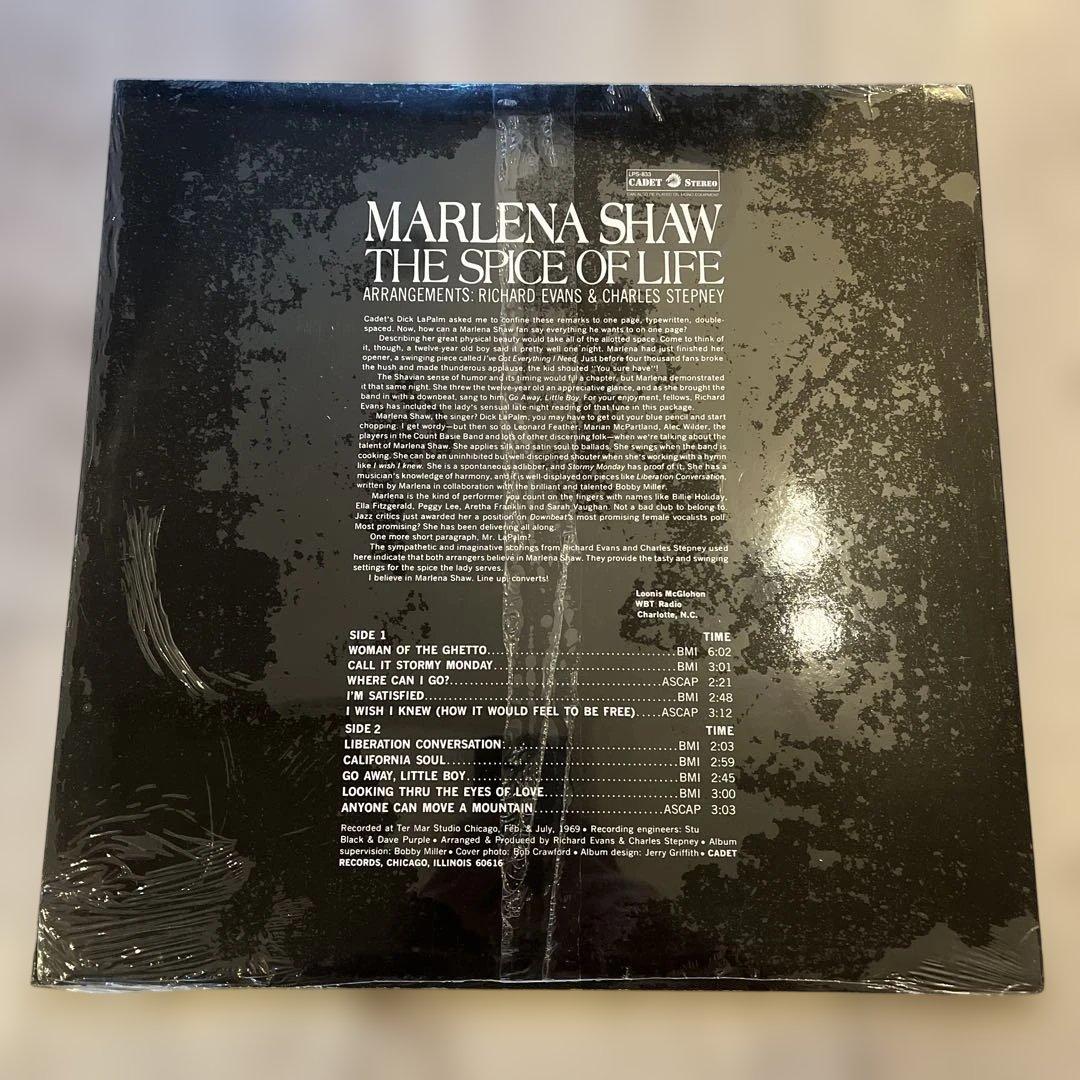 LPS-833
CADET STEREO
CAN ALSO BE PLAYED ON MONO EQUIPMENT
MARLENA SHAW
THE SPICE OF LIFE
ARRANGEMENTS: RICHARD EVANS & CHARLES STEPNEY
Cadet's Dick LaPalm asked me to confine these remarks to one page, typewritten, double-
spaced. Now, how can a Marlena Shaw fan say everything he wants to on one page?
Describing her great physical beauty would take all of the allotted space. Come to think of
it, though, a twelve-year old boy said it pretty well one night. Marlena had just finished her
opener, a swinging piece called I've Got Everything I Need. Just before four thousand fans broke
the hush and made thunderous applause, the kid shouted "You sure have"!
The Shavian sense of humor and its timing would fill a chapter, but Marlena demonstrated
it that same night. She threw the twelve-year old an appreciative glance, and as she brought the
band in with a downbeat, sang to him, Go Away, Little Boy. For your enjoyment, fellows, Richard
Evans has included the lady's sensual late-night reading of that tune in this package.
Marlena Shaw, the singer? Dick LaPalm, you may have to get out your blue pencil and start
chopping. I get wordy—but then so do Leonard Feather, Marian McPartland, Alec Wilder, the
players in the Count Basie Band and lots of other discerning folk—when we're talking about the
talent of Marlena Shaw. She applies silk and satin soul to ballads. She swings when the band is
cooking. She can be an uninhibited but well-disciplined shouter when she's working with a hymn
like I wish I knew. She is a spontaneous adlibber, and Stormy Monday has proof of it. She has a
musician's knowledge of harmony, and it is well-displayed on pieces like Liberation Conversation,
written by Marlena in collaboration with the brilliant and talented Bobby Miller.
Marlena is the kind of performer you count on the fingers with names like Billie Holiday,
Ella Fitzgerald, Peggy Lee, Aretha Franklin and Sarah Vaughan. Not a bad club to belong to.
Jazz critics just awarded her a position on Downbeat's most promising female vocalists poll.
Most promising? She has been delivering all along.
One more short paragraph, Mr. LaPalm?
The sympathetic and imaginative scorings from Richard Evans and Charles Stepney used
here indicate that both arrangers believe in Marlena Shaw. They provide the tasty and swinging
settings for the spice the lady serves.
I believe in Marlena Shaw. Line up, converts!
Loonis McGlohon
WBT Radio
Charlotte, N.C.
SIDE 1 TIME
WOMAN OF THE GHETTO BMI 6:02
CALL IT STORMY MONDAY BMI 3:01
WHERE CAN I GO? ASCAP 2:21
I'M SATISFIED BMI 2:48
I WISH I KNEW (HOW IT WOULD FEEL TO BE FREE) ASCAP 3:12
SIDE 2 TIME
LIBERATION CONVERSATION BMI 2:03
CALIFORNIA SOUL BMI 2:59
GO AWAY, LITTLE BOY BMI 2:45
LOOKING THRU THE EYES OF LOVE BMI 3:00
ANYONE CAN MOVE A MOUNTAIN ASCAP 3:03
Recorded at Ter Mar Studio Chicago, Feb. & July, 1969 • Recording engineers: Stu
Black & Dave Purple • Arranged & Produced by Richard Evans & Charles Stepney • Album
supervision: Bobby Miller • Cover photo: Bob Crawford • Album design: Jerry Griffith • CADET
RECORDS, CHICAGO, ILLINOIS 60616